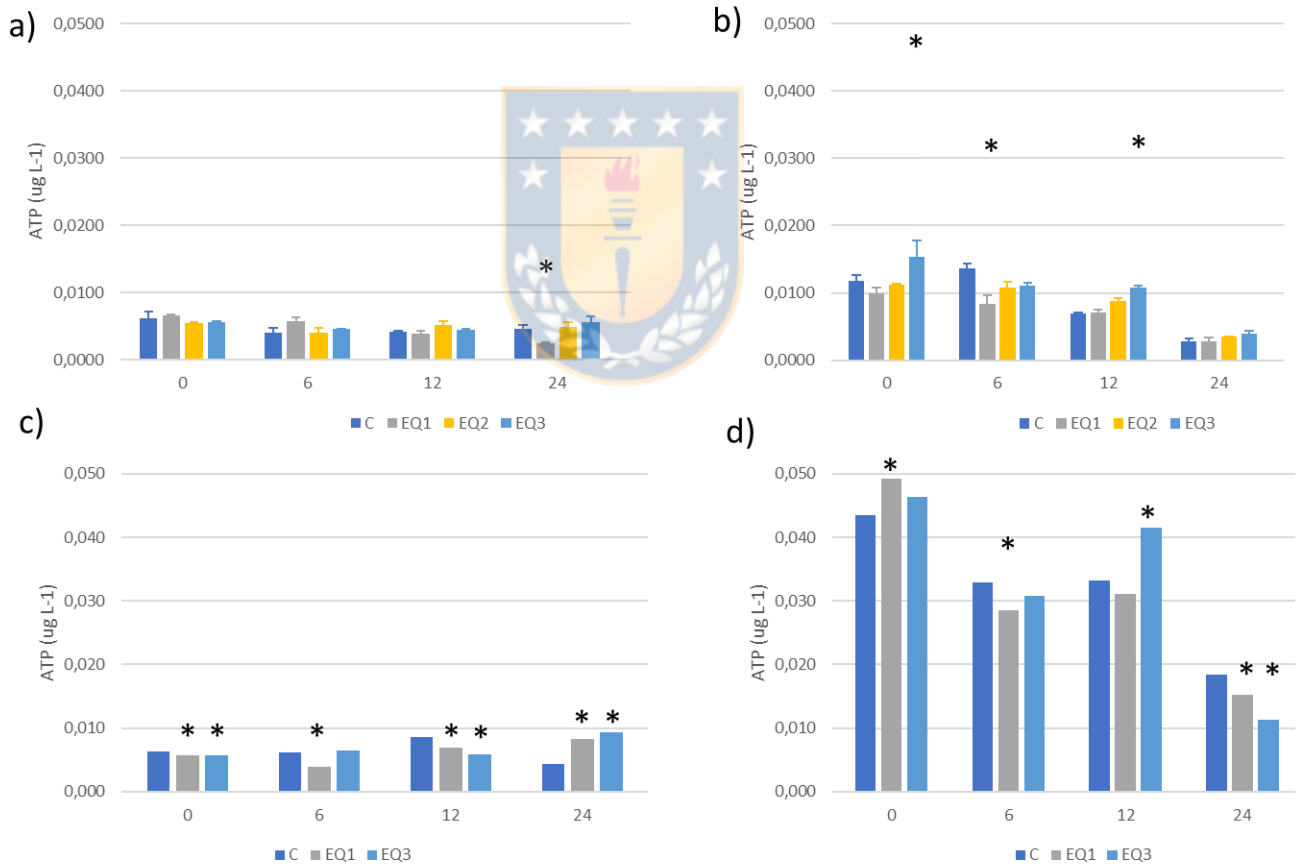 a)
0,0500
0,0400
0,0300
0,0200
0,0100
0,0000
ATP (ug L-1)
*
0 6 12 24
C EQ1 EQ2 EQ3
b)
0,0500
0,0400
0,0300
0,0200
0,0100
0,0000
ATP (ug L-1)
*
* *
0 6 12 24
C EQ1 EQ2 EQ3
c)
0,050
0,040
0,030
0,020
0,010
0,000
ATP (ug L-1)
* * * * * * *
0 6 12 24
C EQ1 EQ3
d)
0,050
0,040
0,030
0,020
0,010
0,000
ATP (ug L-1)
*
*
*
* *
0 6 12 24
C EQ1 EQ3